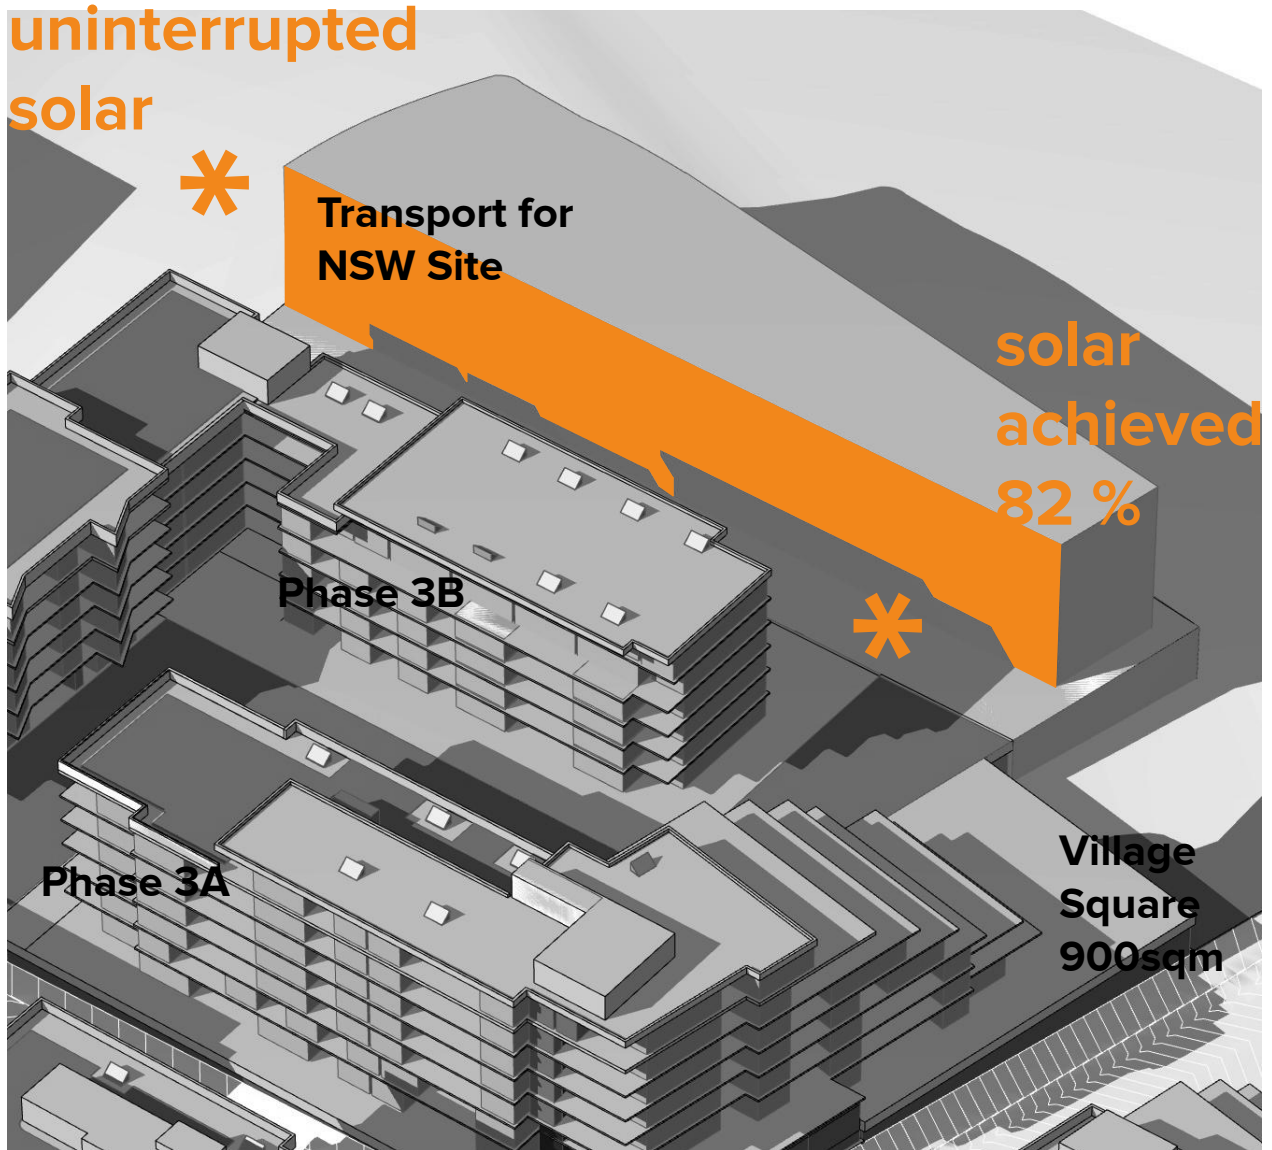 uninterrupted
solar
Transport for
NSW Site
solar
achieved
82 %
Phase 3B
Phase 3A
Village
Square
900sqm